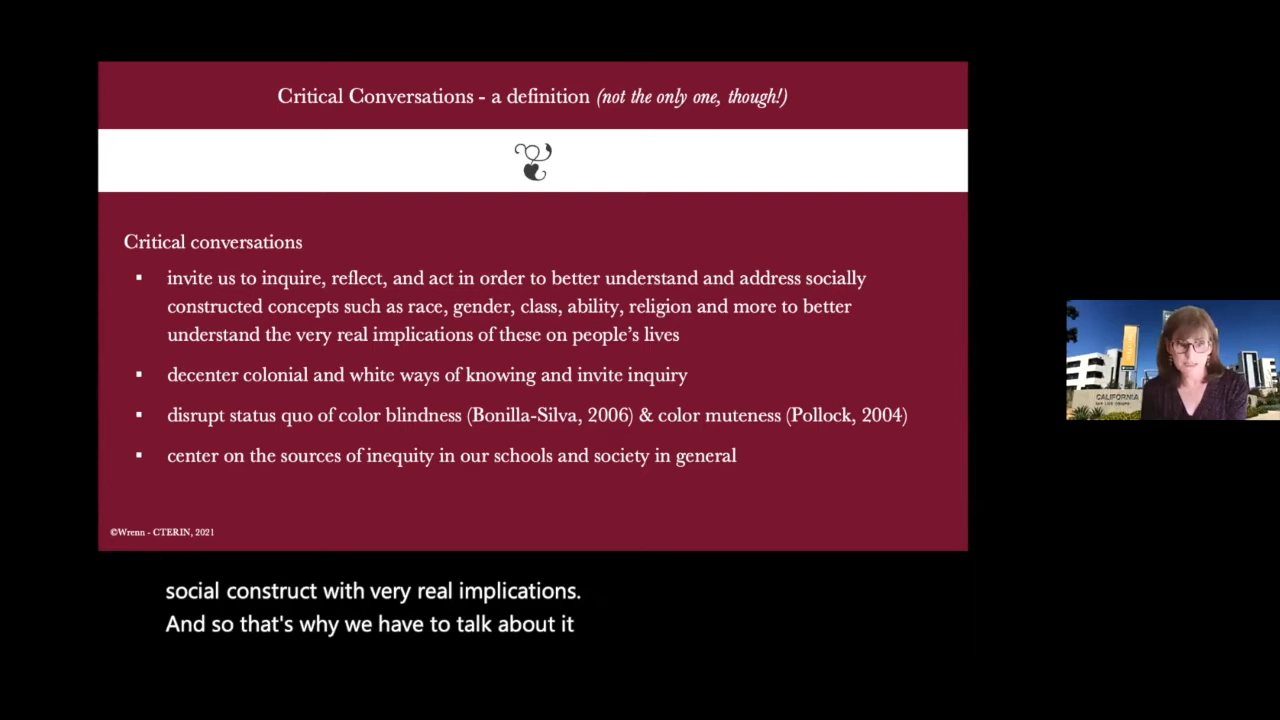 Critical Conversations - a definition (not the only one, though!)
Critical conversations
▪ invite us to inquire, reflect, and act in order to better understand and address socially
constructed concepts such as race, gender, class, ability, religion and more to better
understand the very real implications of these on people’s lives
▪ decenter colonial and white ways of knowing and invite inquiry
▪ disrupt status quo of color blindness (Bonilla-Silva, 2006) & color muteness (Pollock, 2004)
▪ center on the sources of inequity in our schools and society in general
©Wrenn - CTERIN, 2021
CALIFORNIA
social construct with very real implications.
And so that's why we have to talk about it